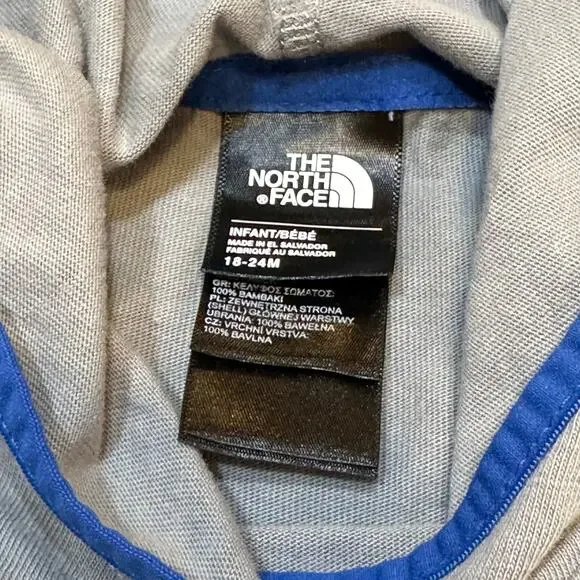 THE
NORTH
®FACE
INFANT/BÉBÉ
MADE IN EL SALVADOR
FABRIQUÉ AU SALVADOR
18-24M
GR: ΚΕΛΥΦΟΣ ΣΩΜΑΤΟΣ:
100% ΒΑΜΒΑΚΙ
PL: ZEWNĘTRZNA STRONA
(SHELL) GŁÓWNEJ WARSTWY
UBRANIA: 100% BAWEŁNA
CZ: VRCHNÍ VRSTVA:
100% BAVLNA